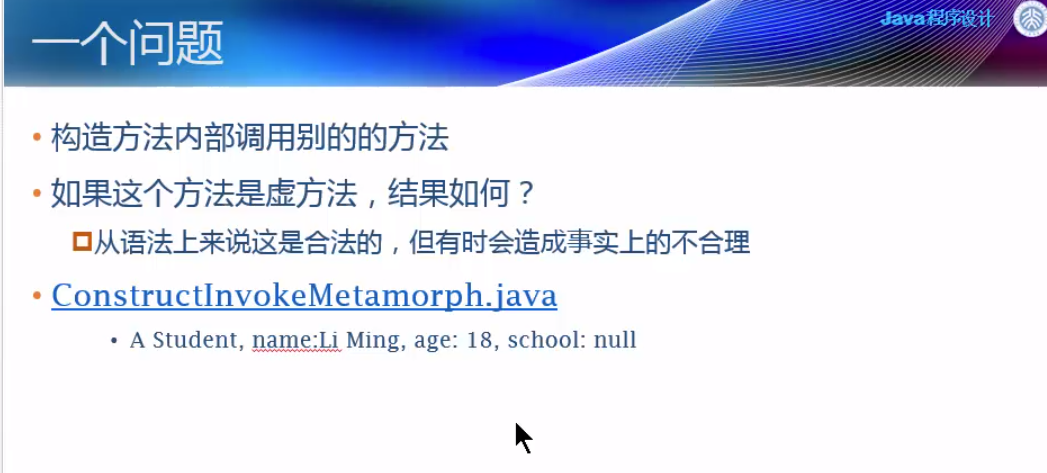 Java程序设计
一个问题
构造方法内部调用别的的方法
如果这个方法是虚方法，结果如何？
从语法上来说这是合法的，但有时会造成事实上的不合理
ConstructInvokeMetamorph.java
A Student, name:Li Ming, age: 18, school: null